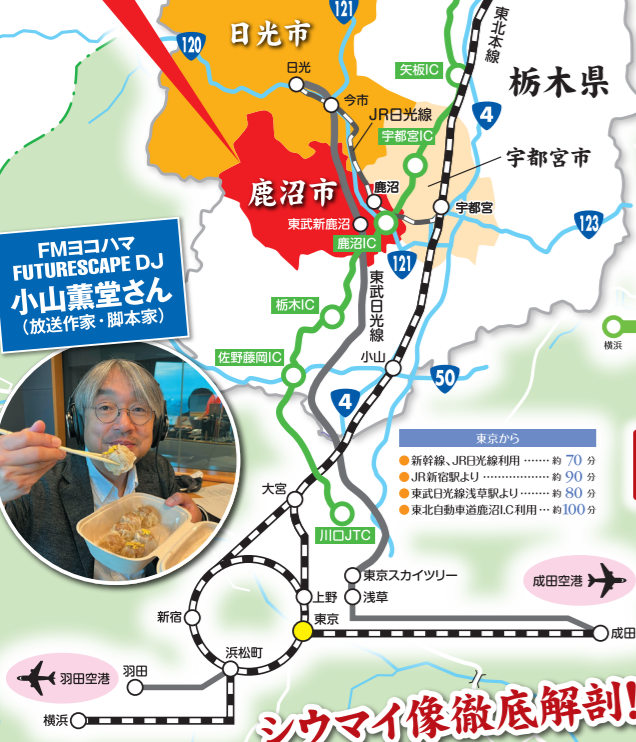 121
日光市
120
日光
東北本線
矢板IC
栃木県
今市
JR日光線
4
宇都宮IC
宇都宮市
鹿沼市
鹿沼
宇都宮
東武新鹿沼
123
鹿沼IC
121
FMヨコハマ
FUTURESCAPE DJ
小山薫堂さん
（放送作家・脚本家）
東武日光線
栃木IC
横浜
佐野藤岡IC
小山
50
4
東京から
新幹線、JR日光線利用 ……… 約 70 分
JR新宿駅より ……………… 約 90 分
東武日光線浅草駅より ……… 約 80 分
東北自動車道鹿沼I.C利用 … 約100 分
大宮
川口JTC
東京スカイツリー
成田空港
浅草
上野
新宿
東京
成田
浜松町
羽田空港
羽田
横浜
シウマイ像徹底解剖!